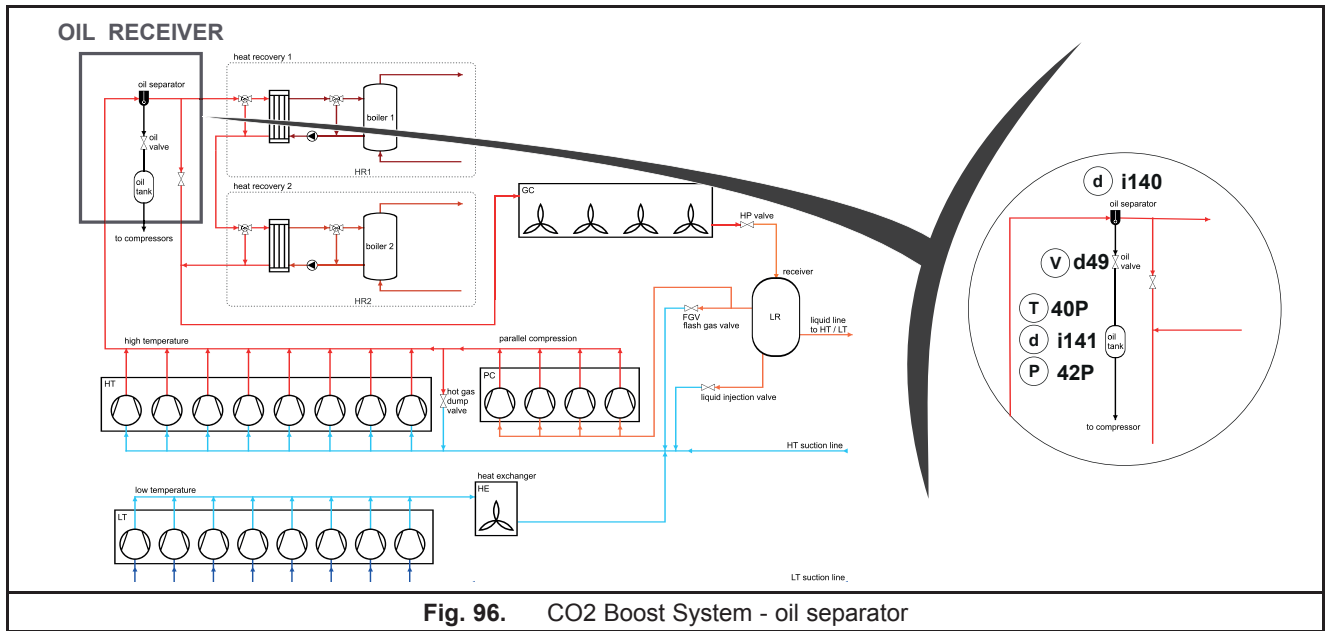 OIL RECEIVER
heat recovery 1
oil separator
boiler 1
oil
valve
oil
tank
HR1
to compressors
heat recovery 2
boiler 2
HR2
GC
HP valve
receiver
LR
FGV
flash gas valve
liquid line
to HT / LT
liquid injection valve
high temperature
parallel compression
HT
PC
hot gas
dump
valve
HT suction line
low temperature
heat exchanger
HE
LT
LT suction line
d i140
oil separator
V d49
oil
valve
T 40P
d i141
oil
tank
P 42P
to compressor
Fig. 96. CO2 Boost System - oil separator